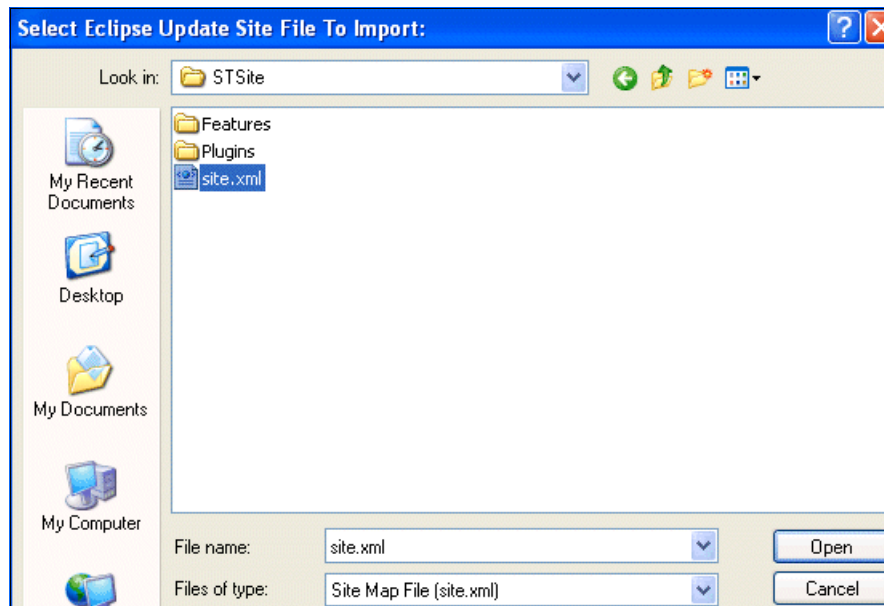 Select Eclipse Update Site File To Import:
Look in:
STSite
Features
Plugins
site.xml
My Recent
Documents
Desktop
My Documents
My Computer
File name:
site.xml
Open
Files of type:
Site Map File (site.xml)
Cancel